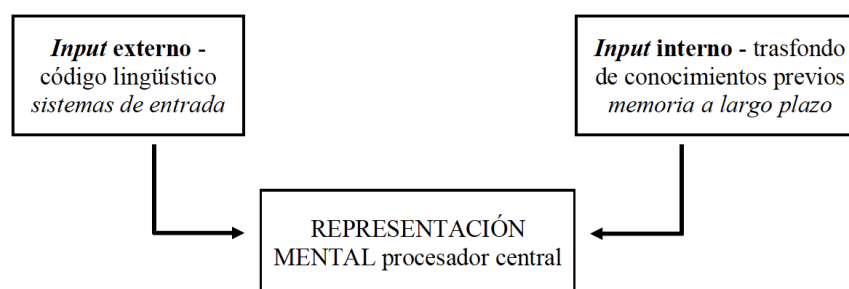 Input externo -
código lingüístico
sistemas de entrada
Input interno - trasfondo
de conocimientos previos
memoria a largo plazo
REPRESENTACIÓN
MENTAL procesador central